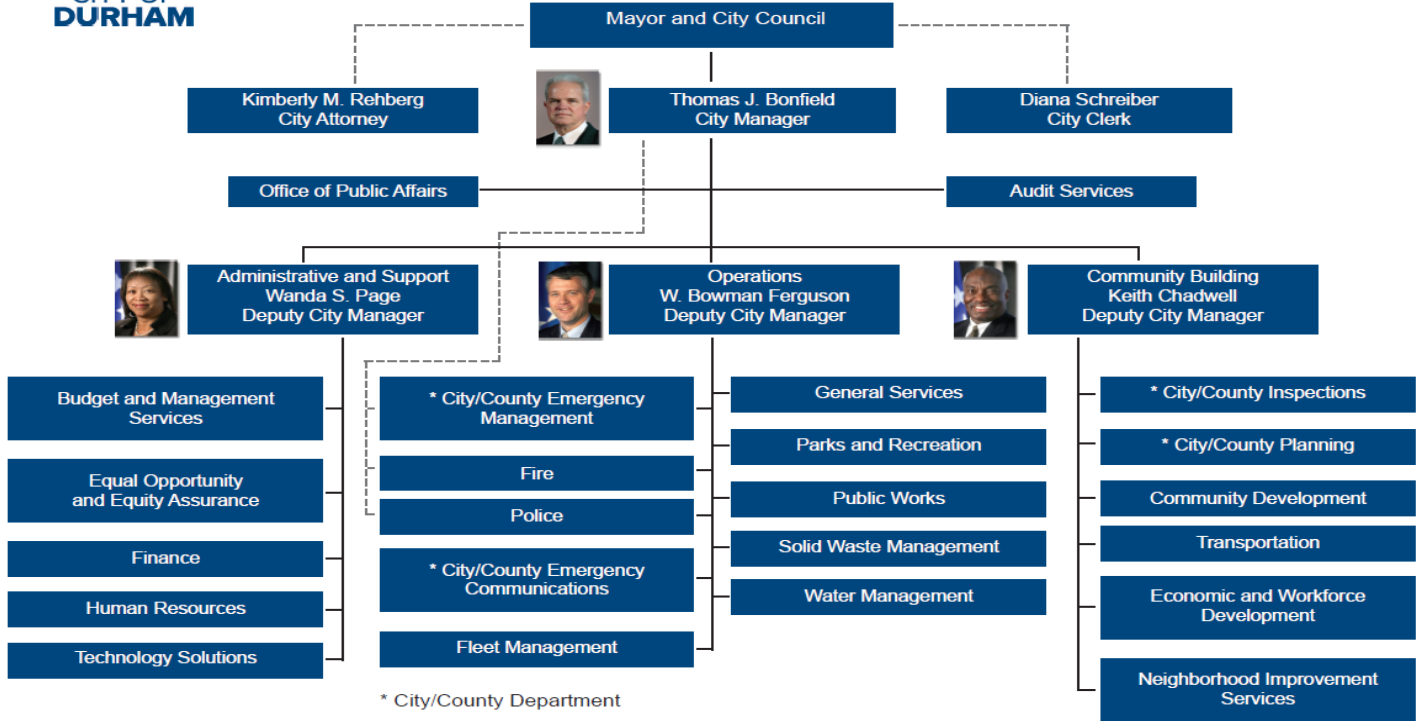 DURHAM
Mayor and City Council
Kimberly M. Rehberg
City Attorney
Thomas J. Bonfield
City Manager
Diana Schreiber
City Clerk
Office of Public Affairs
Audit Services
Administrative and Support
Wanda S. Page
Deputy City Manager
Operations
W. Bowman Ferguson
Deputy City Manager
Community Building
Keith Chadwell
Deputy City Manager
Budget and Management
Services
Equal Opportunity
and Equity Assurance
Finance
Human Resources
Technology Solutions
* City/County Emergency
Management
Fire
Police
* City/County Emergency
Communications
Fleet Management
General Services
Parks and Recreation
Public Works
Solid Waste Management
Water Management
* City/County Inspections
* City/County Planning
Community Development
Transportation
Economic and Workforce
Development
Neighborhood Improvement
Services
* City/County Department